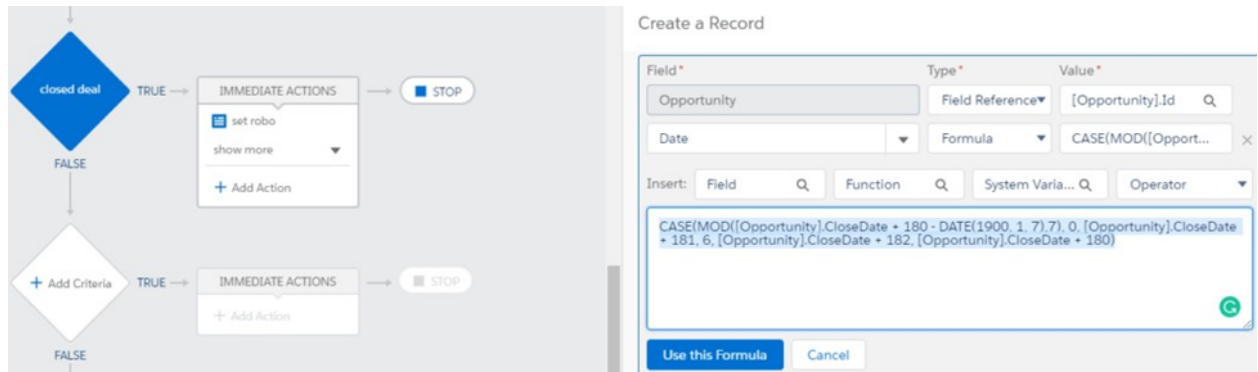 closed deal
TRUE
IMMEDIATE ACTIONS
STOP
set robo
show more
+ Add Action
FALSE
+ Add Criteria
TRUE
IMMEDIATE ACTIONS
STOP
+ Add Action
FALSE
Create a Record
Field*
Type*
Value*
Opportunity
Field Reference
[Opportunity].Id
Date
Formula
CASE(MOD([Opport...
Insert:
Field
Function
System Varia...
Operator
CASE(MOD([Opportunity].CloseDate + 180 - DATE(1900, 1, 7),7), 0, [Opportunity].CloseDate
+ 181, 6, [Opportunity].CloseDate + 182, [Opportunity].CloseDate + 180)
Use this Formula
Cancel